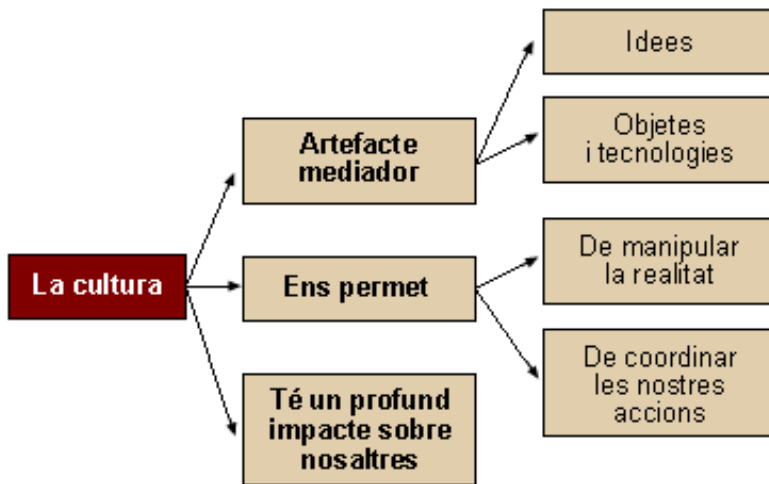 Idees
Artefacte
mediador
Objetes
i tecnologies
La cultura
Ens permet
De manipular
la realitat
De coordinar
les nostres
accions
Té un profund
impacte sobre
nosaltres